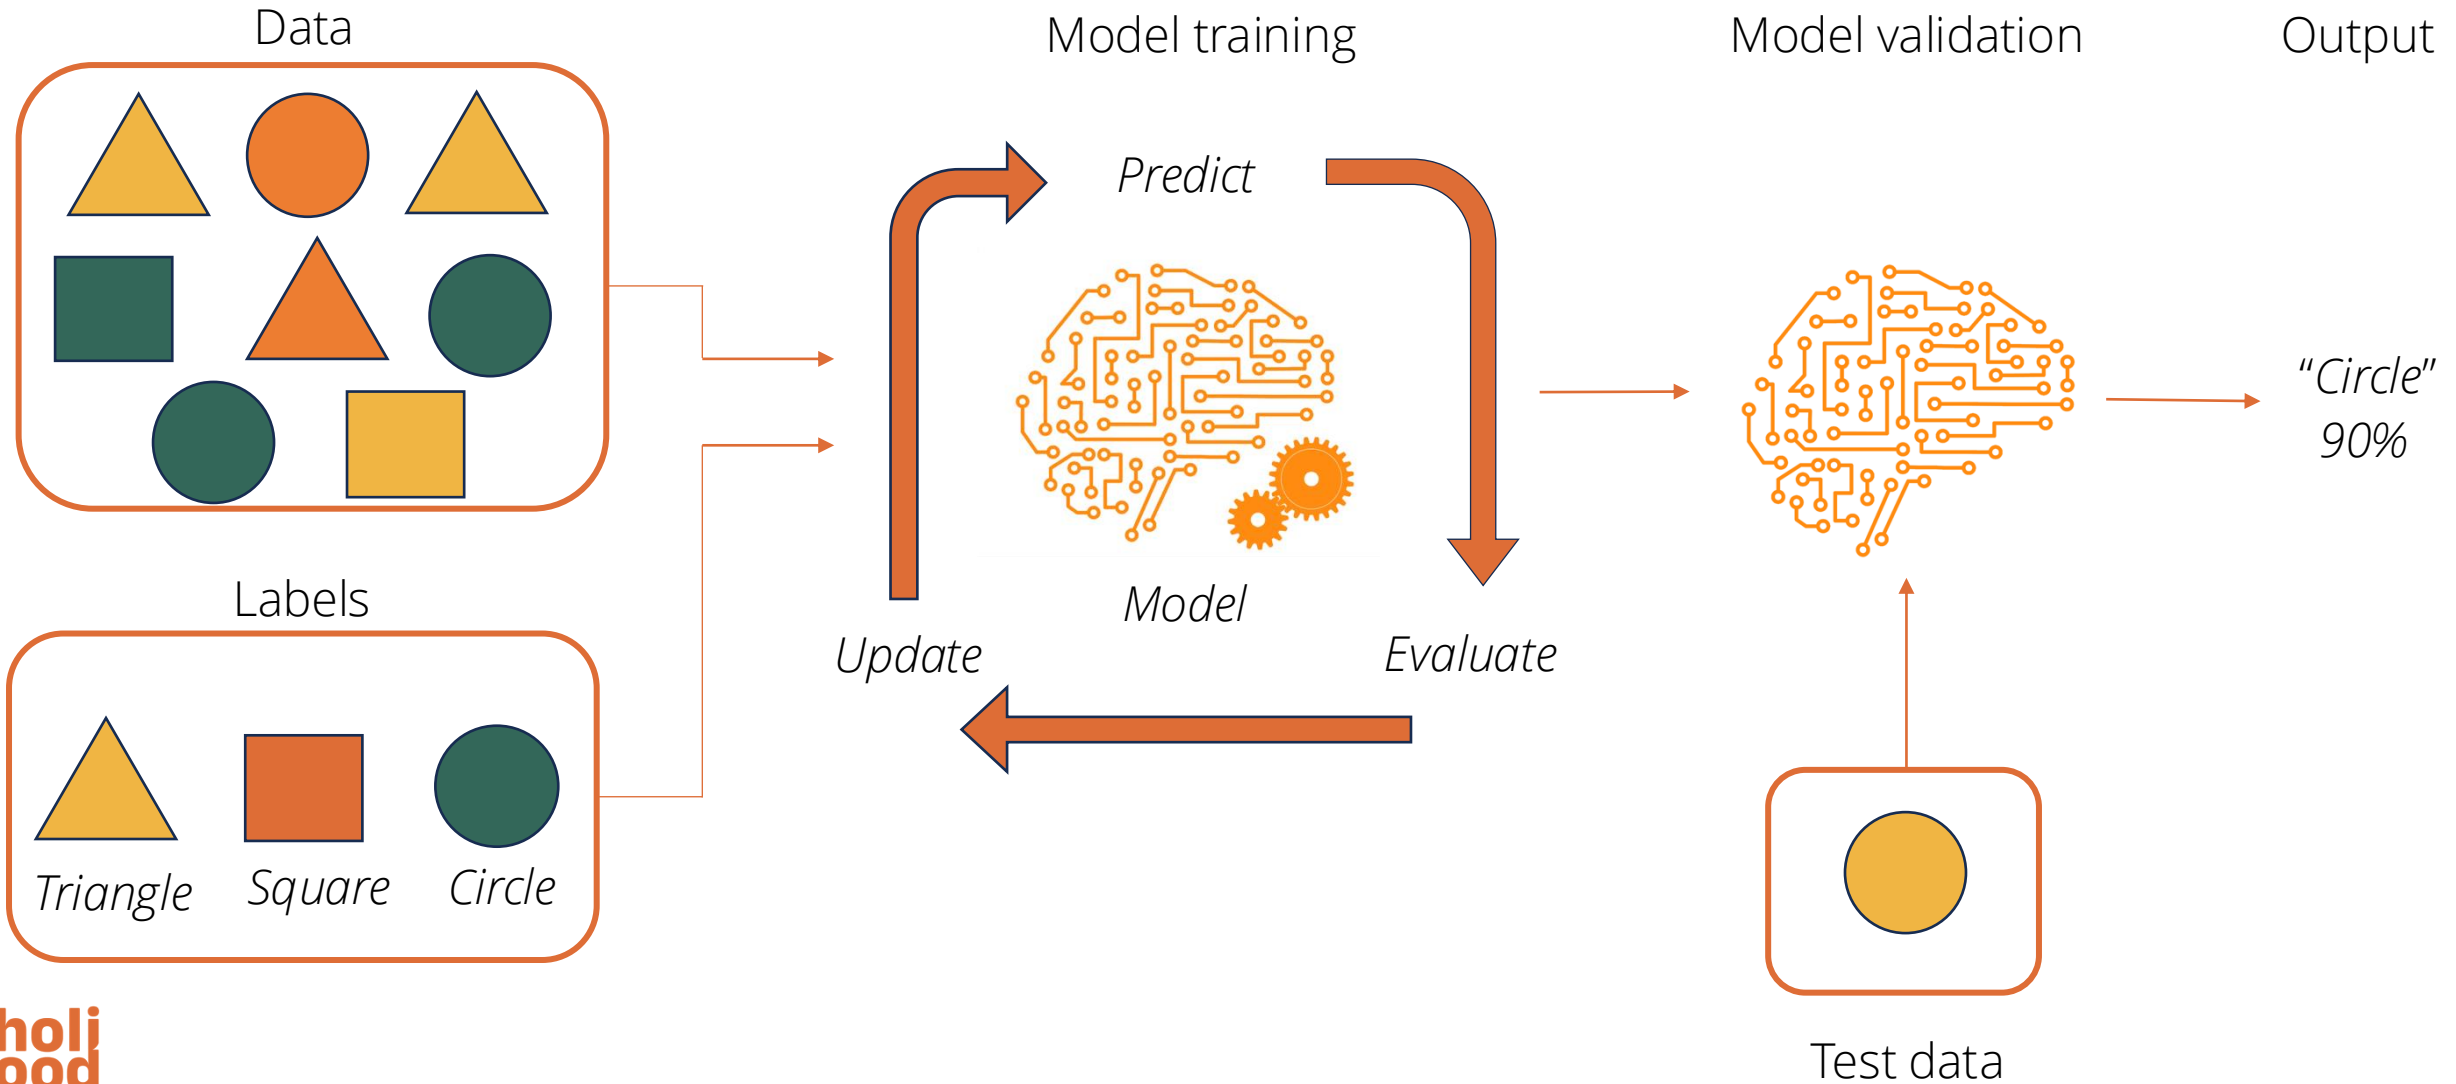 Data
Model training
Model validation
Output
Predict
“Circle”
90%
Labels
Model
Update
Evaluate
Triangle
Square
Circle
Test data
holi